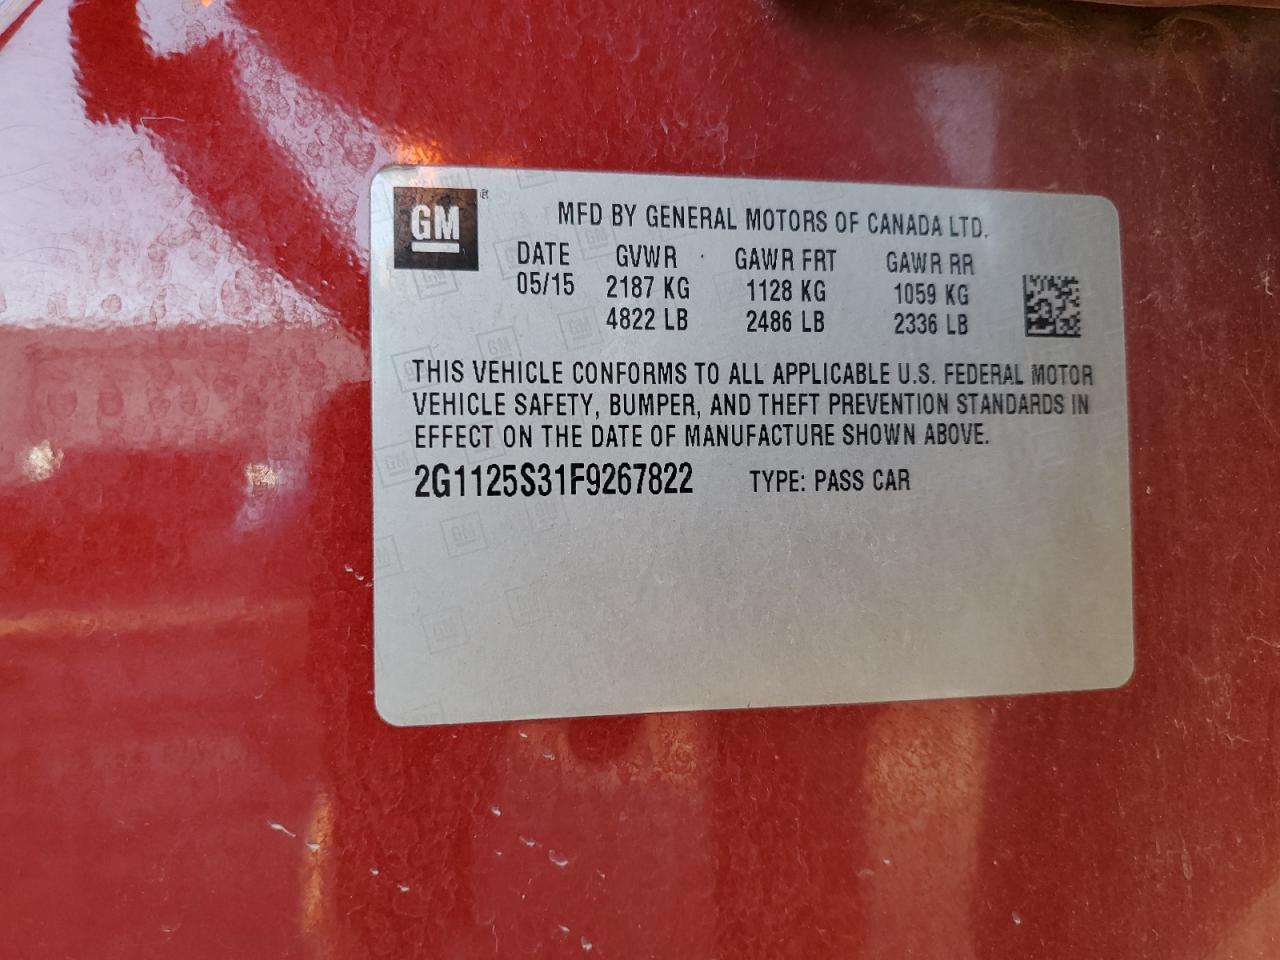 GM ®
MFD BY GENERAL MOTORS OF CANADA LTD.
DATE GVWR GAWR FRT GAWR RR
05/15 2187 KG 1128 KG 1059 KG
4822 LB 2486 LB 2336 LB
THIS VEHICLE CONFORMS TO ALL APPLICABLE U.S. FEDERAL MOTOR
VEHICLE SAFETY, BUMPER, AND THEFT PREVENTION STANDARDS IN
EFFECT ON THE DATE OF MANUFACTURE SHOWN ABOVE.
2G1125S31F9267822 TYPE: PASS CAR